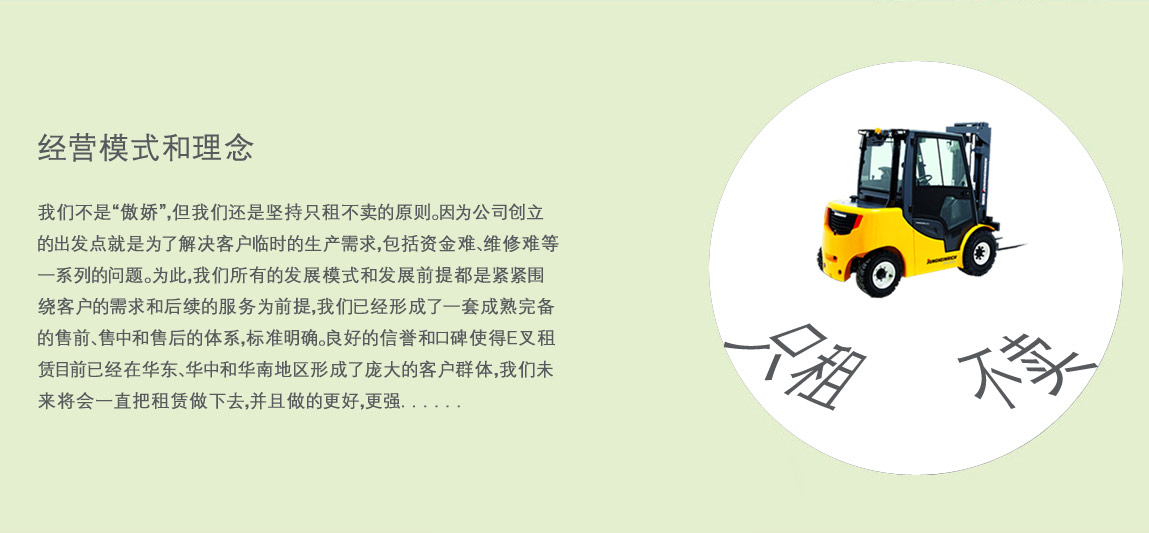 经营模式和理念
我们不是“傲娇”,但我们还是坚持只租不卖的原则。因为公司创立
的出发点就是为了解决客户临时的生产需求,包括资金难、维修难等
一系列的问题。为此,我们所有的发展模式和发展前提都是紧紧围
绕客户的需求和后续的服务为前提,我们已经形成了一套成熟完备
的售前、售中和售后的体系,标准明确。良好的信誉和口碑使得E叉租
赁目前已经在华东、华中和华南地区形成了庞大的客户群体,我们未
来将会一直把租赁做下去,并且做的更好,更强. . . . . .
JUNGHEINRICH
只租
不卖